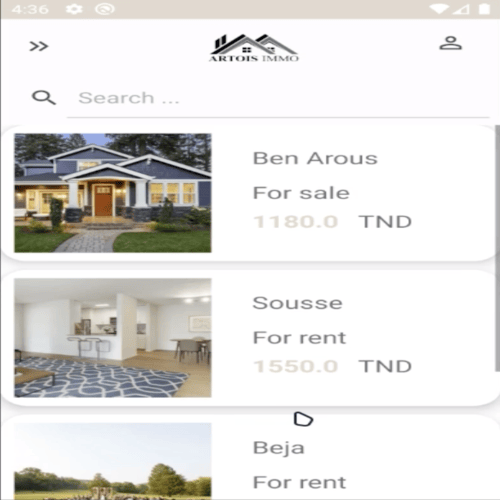 4:36
ARTOIS IMMO
Search ...
Ben Arous
For sale
1180.0 TND
Sousse
For rent
1550.0 TND
Beja
For rent